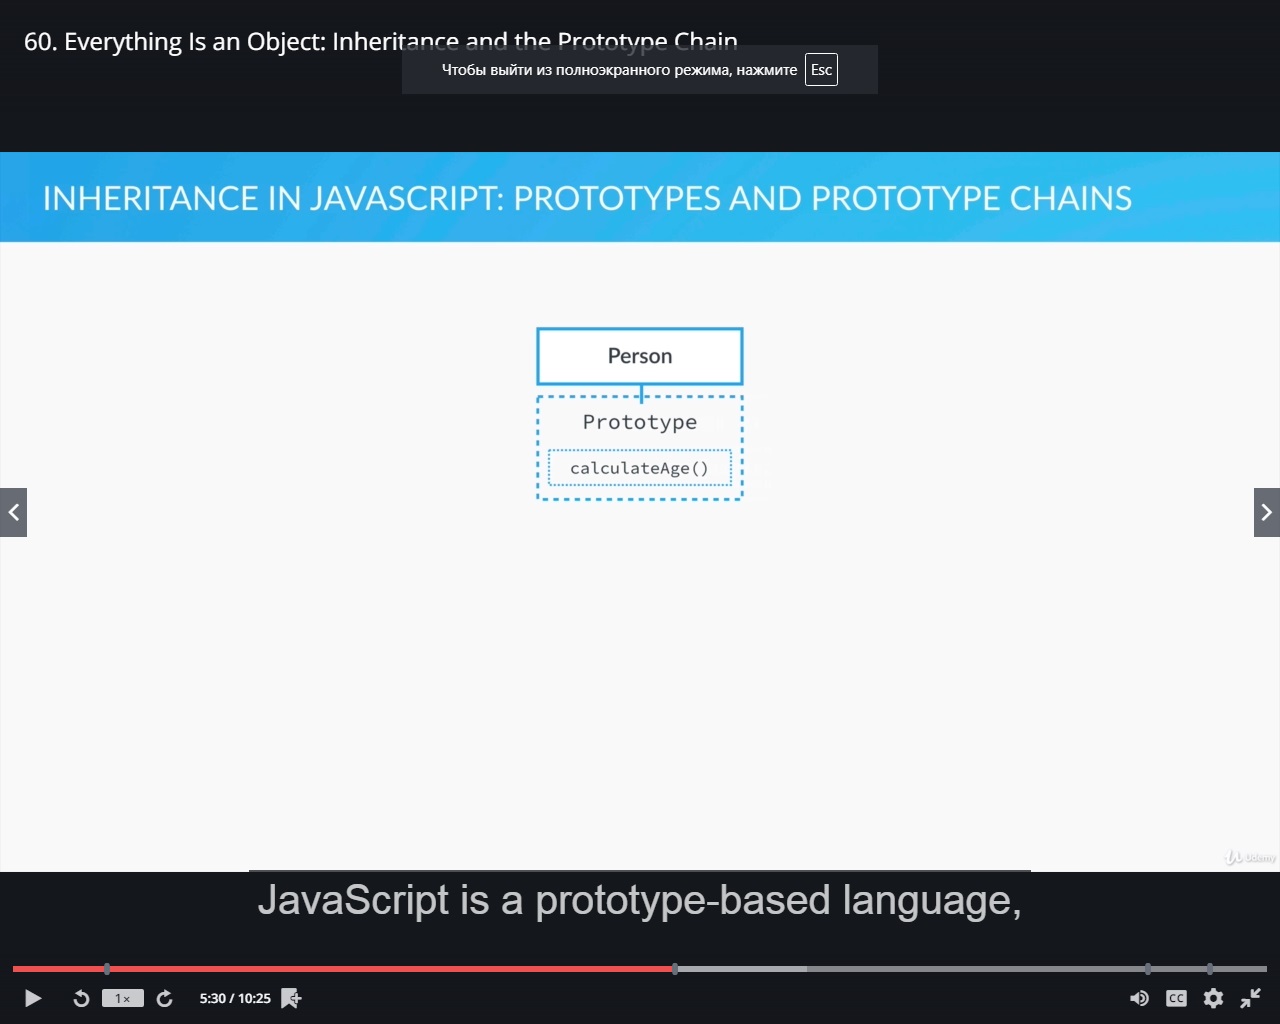 60. Everything Is an Object: Inheritance and the Prototype Chain
Чтобы выйти из полноэкранного режима, нажмите Esc
INHERITANCE IN JAVASCRIPT: PROTOTYPES AND PROTOTYPE CHAINS
Person
Prototype
calculateAge()
Udemy
JavaScript is a prototype-based language,
1x
5:30 / 10:25
CC